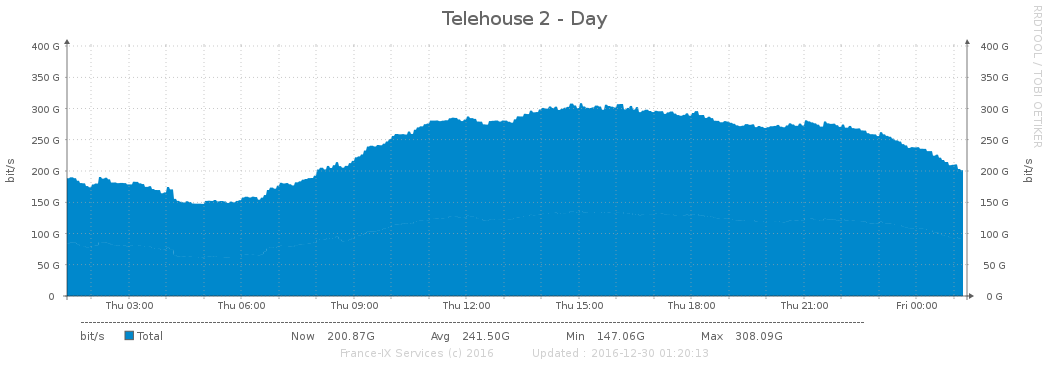 Telehouse 2 - Day
RRDTOOL / TOBI OETIKER
400 G 400 G
350 G 350 G
300 G 300 G
250 G 250 G
200 G 200 G
150 G 150 G
100 G 100 G
50 G 50 G
0 0 G
bit/s
bit/s
Thu 03:00 Thu 06:00 Thu 09:00 Thu 12:00 Thu 15:00 Thu 18:00 Thu 21:00 Fri 00:00
bit/s Total Now 200.87G Avg 241.50G Min 147.06G Max 308.09G
France-IX Services (c) 2016 Updated : 2016-12-30 01:20:13